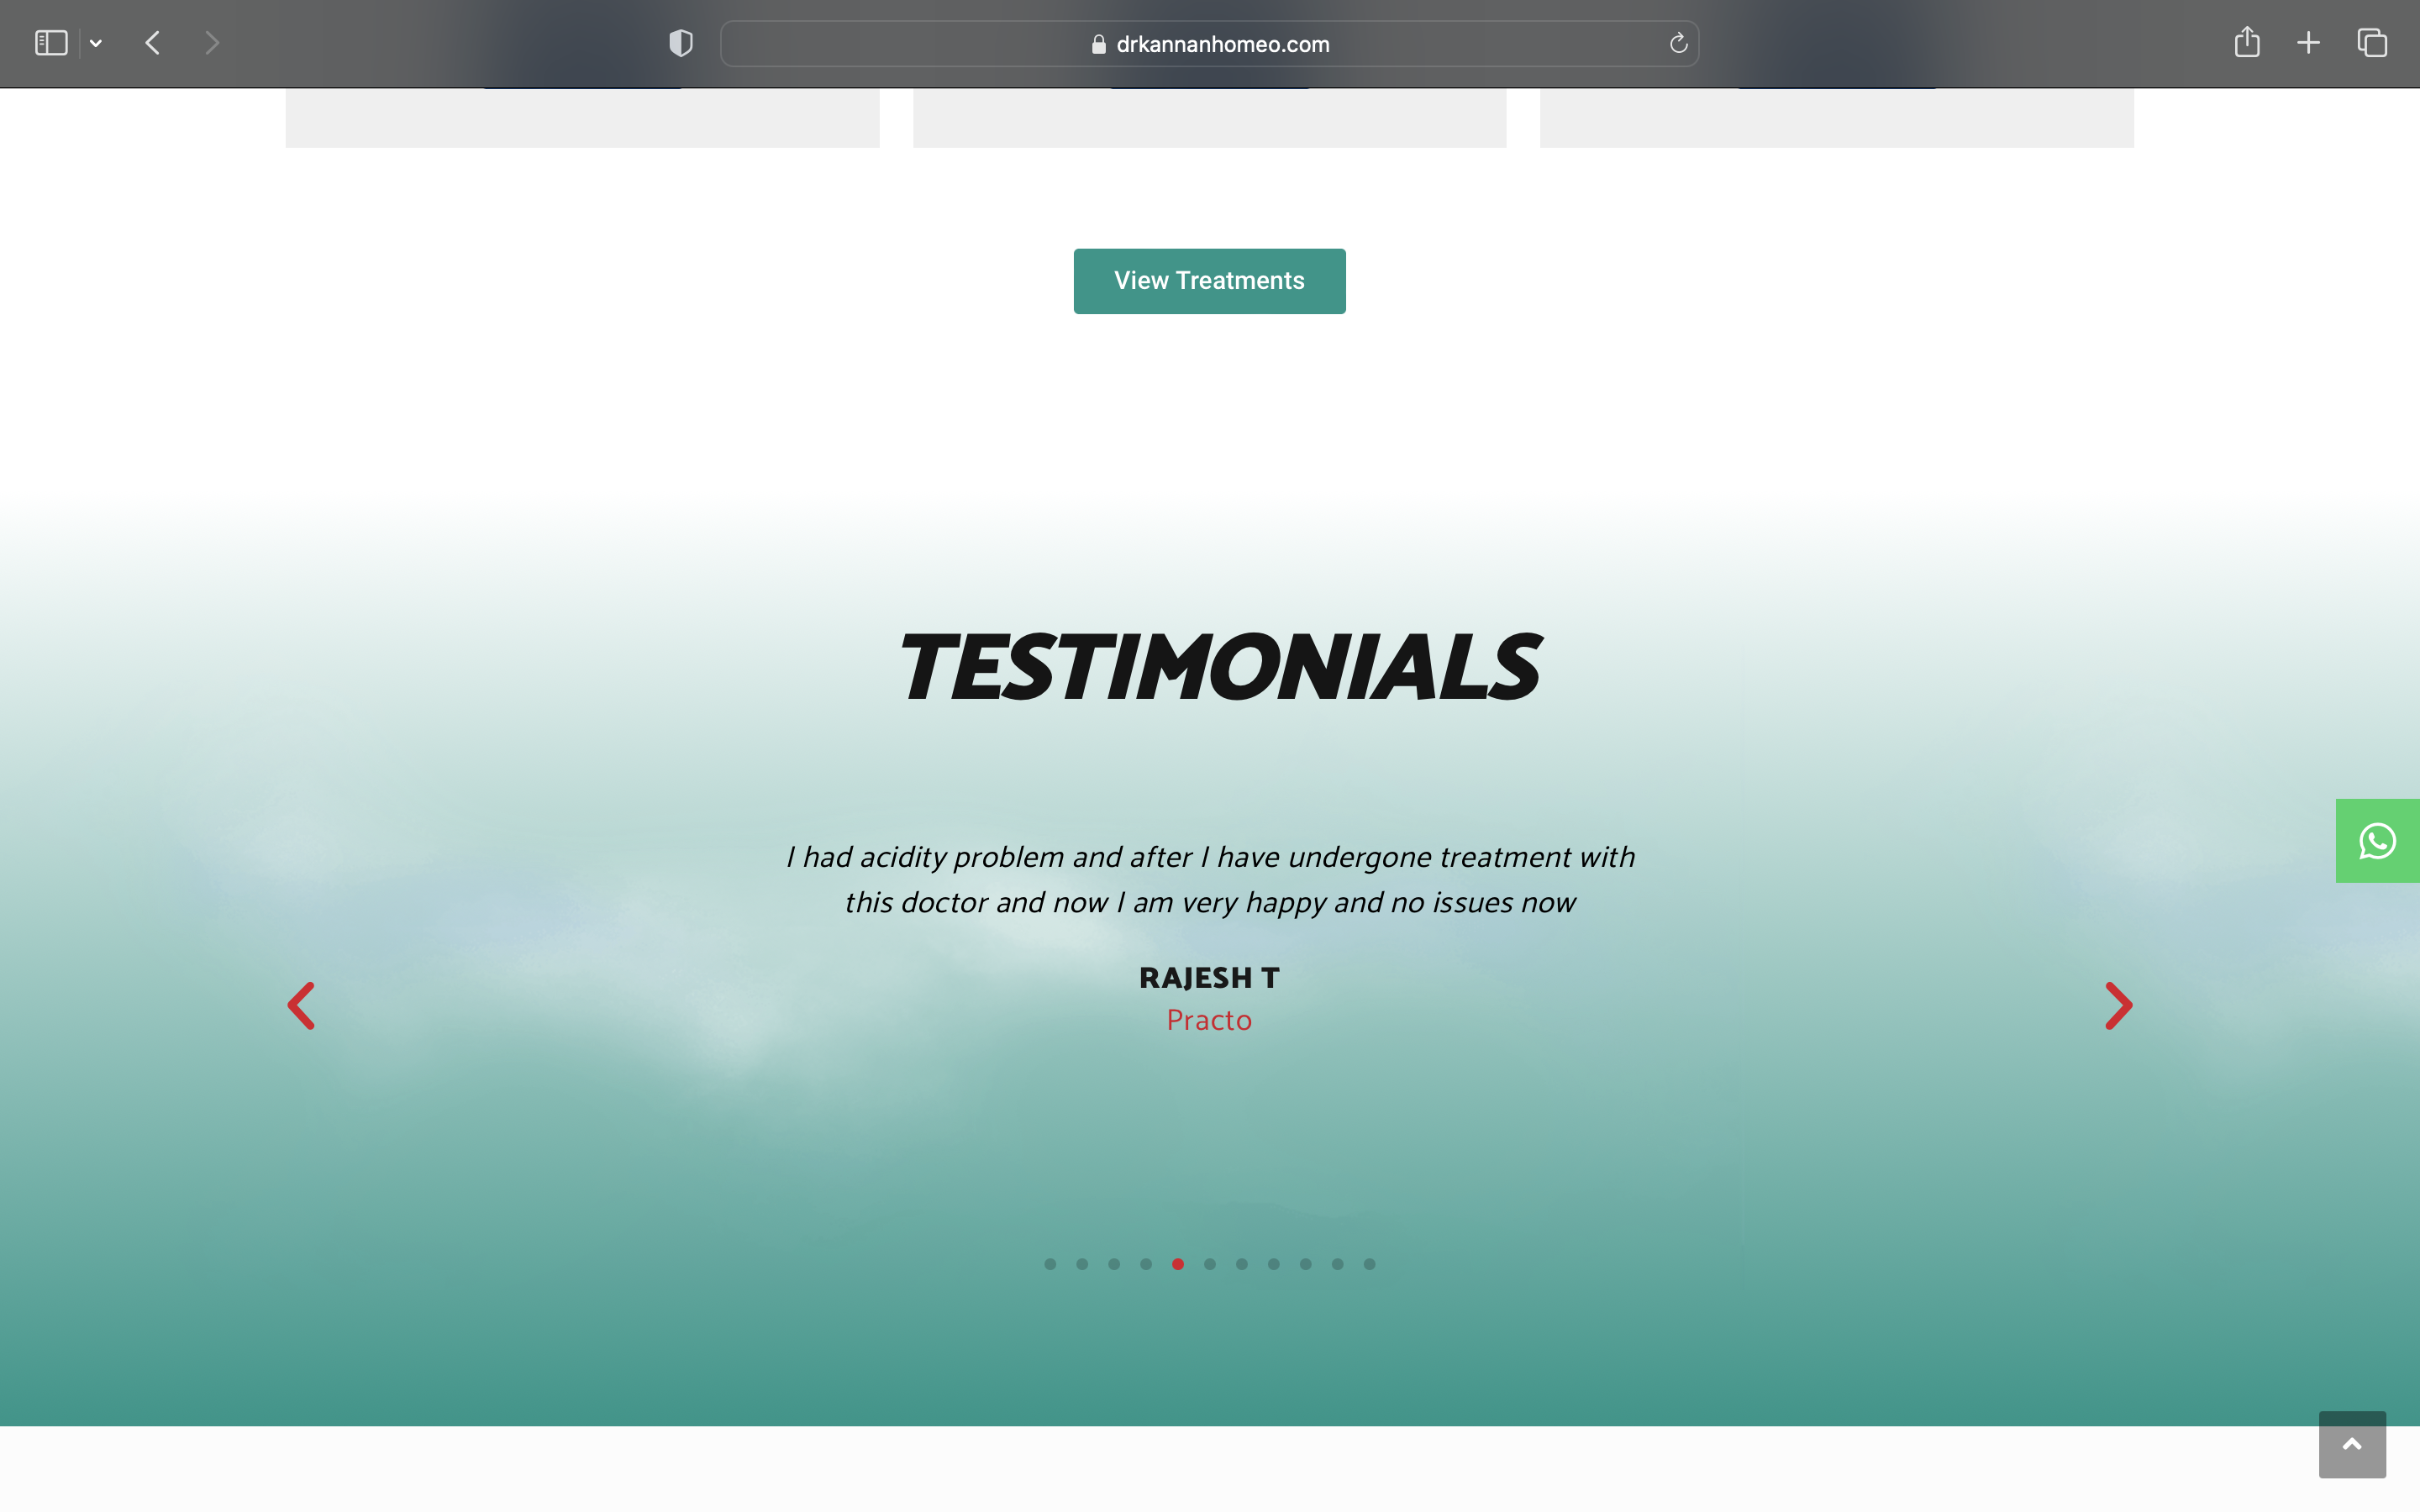 drkannanhomeo.com
View Treatments
TESTIMONIALS
I had acidity problem and after I have undergone treatment with
this doctor and now I am very happy and no issues now
RAJESH T
Practo